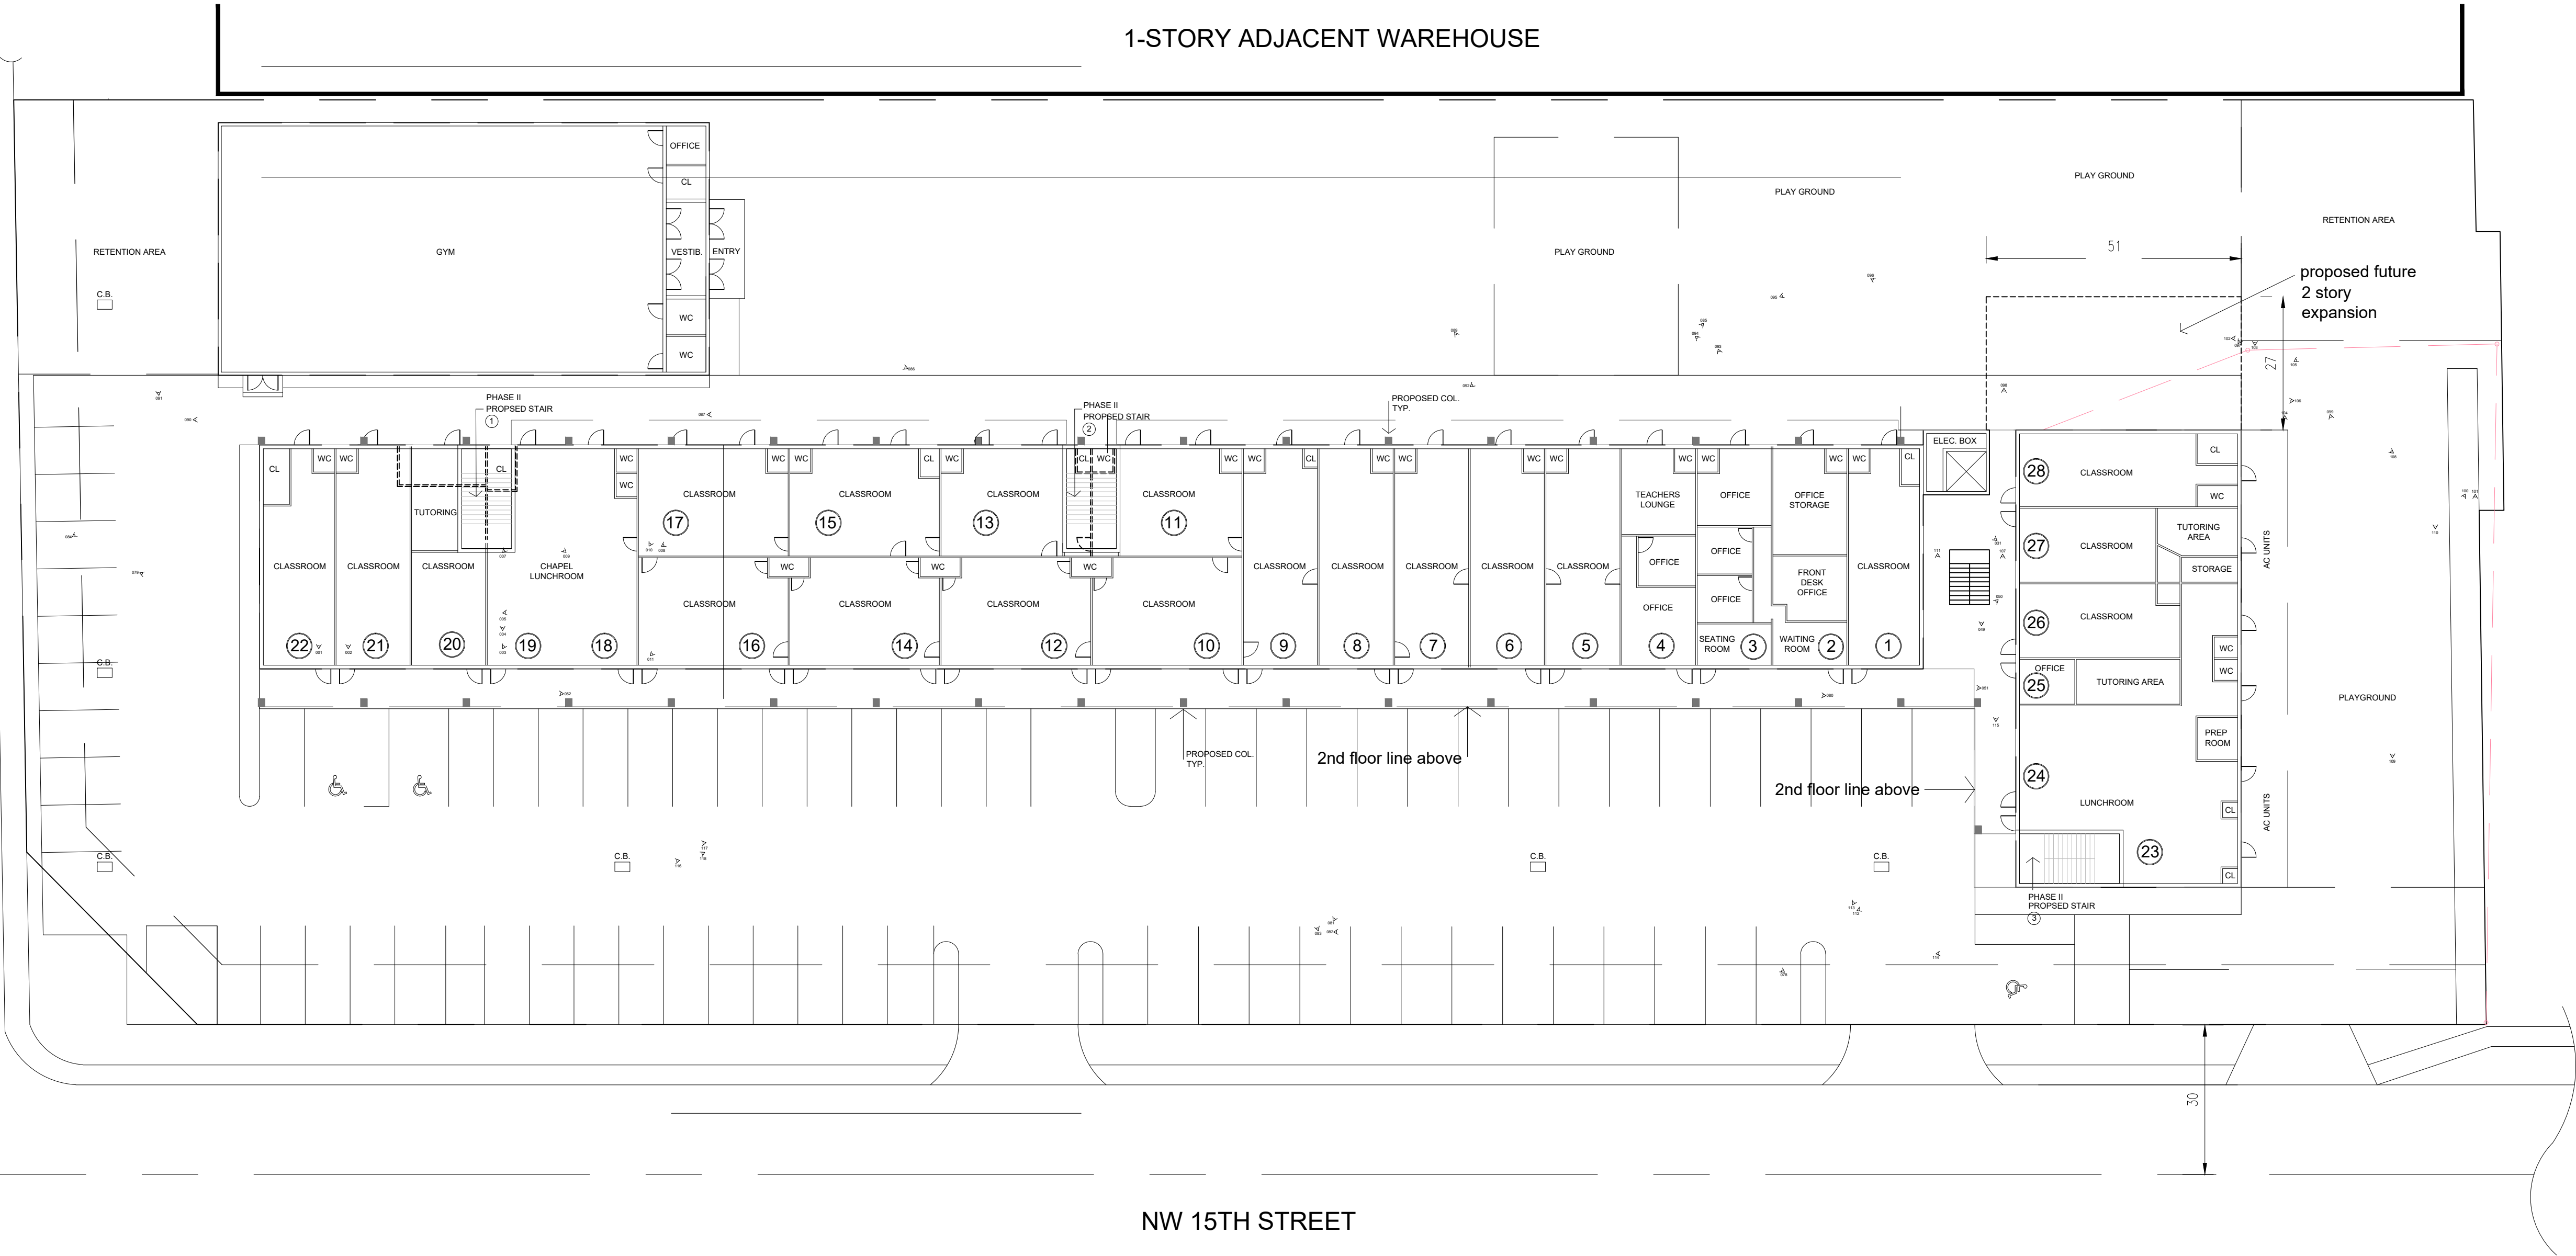 1-STORY ADJACENT WAREHOUSE
OFFICE
CL
GYM
VESTIB.
ENTRY
WC
WC
RETENTION AREA
C.B.
PLAY GROUND
PLAY GROUND
PLAY GROUND
RETENTION AREA
51
proposed future
2 story
expansion
27
PHASE II
PROPSED STAIR
1
PHASE II
PROPSED STAIR
2
PROPOSED COL.
TYP.
ELEC. BOX
CL
WC
WC
CL
WC
WC
WC
WC
CL
WC
CL
WC
WC
WC
CL
WC
WC
WC
WC
WC
WC
WC
WC
CL
TUTORING
CLASSROOM
17
CLASSROOM
15
CLASSROOM
13
CLASSROOM
11
TEACHERS
LOUNGE
OFFICE
OFFICE
STORAGE
CLASSROOM
CLASSROOM
CLASSROOM
CHAPEL
LUNCHROOM
WC
WC
WC
CLASSROOM
CLASSROOM
CLASSROOM
CLASSROOM
CLASSROOM
OFFICE
OFFICE
OFFICE
OFFICE
FRONT
DESK
OFFICE
CLASSROOM
CLASSROOM
CLASSROOM
CLASSROOM
CLASSROOM
SEATING
ROOM
WAITING
ROOM
22
21
20
19
18
16
14
12
10
9
8
7
6
5
4
3
2
1
28
CLASSROOM
CL
WC
27
CLASSROOM
TUTORING
AREA
STORAGE
26
CLASSROOM
WC
WC
OFFICE
25
TUTORING AREA
PREP
ROOM
24
LUNCHROOM
CL
23
CL
AC UNITS
AC UNITS
PLAYGROUND
PHASE II
PROPSED STAIR
3
PROPOSED COL.
TYP.
2nd floor line above
2nd floor line above
C.B.
C.B.
C.B.
C.B.
C.B.
30
NW 15TH STREET